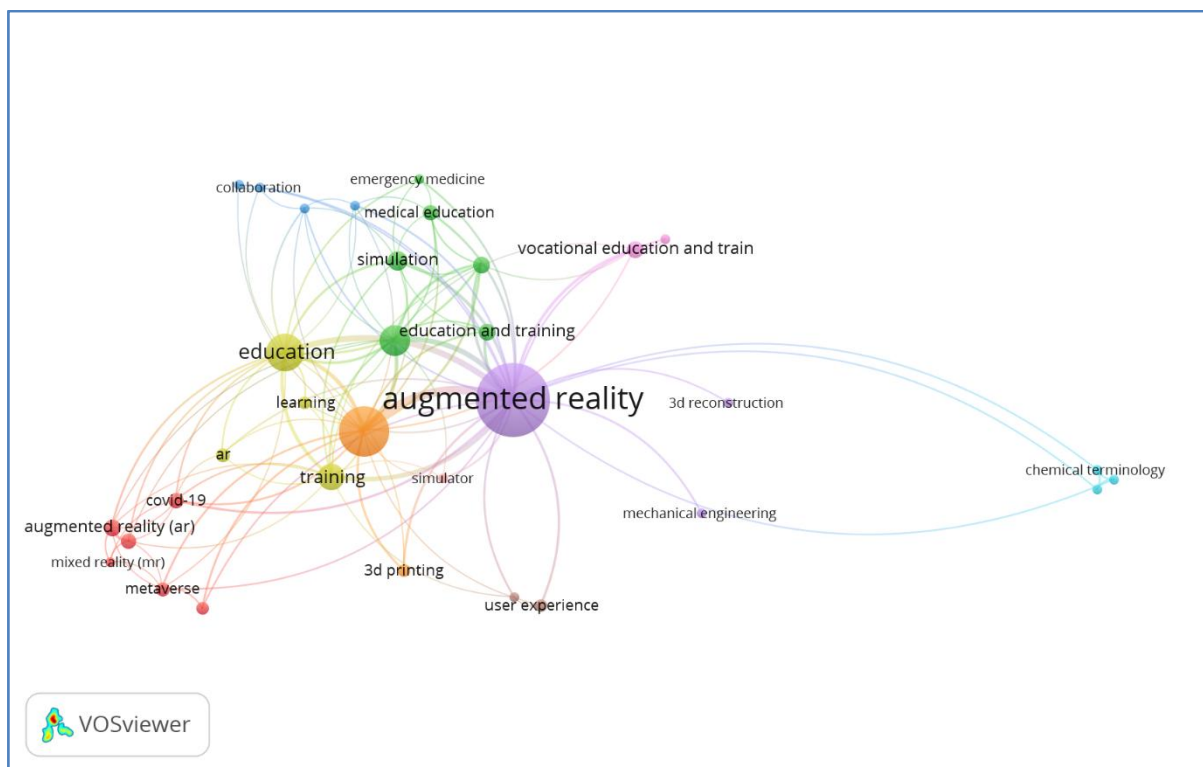 collaboration
emergency medicine
medical education
vocational education and train
simulation
education and training
education
augmented reality
learning
3d reconstruction
ar
training
simulator
chemical terminology
covid-19
mechanical engineering
augmented reality (ar)
mixed reality (mr)
3d printing
metaverse
user experience
VOSviewer